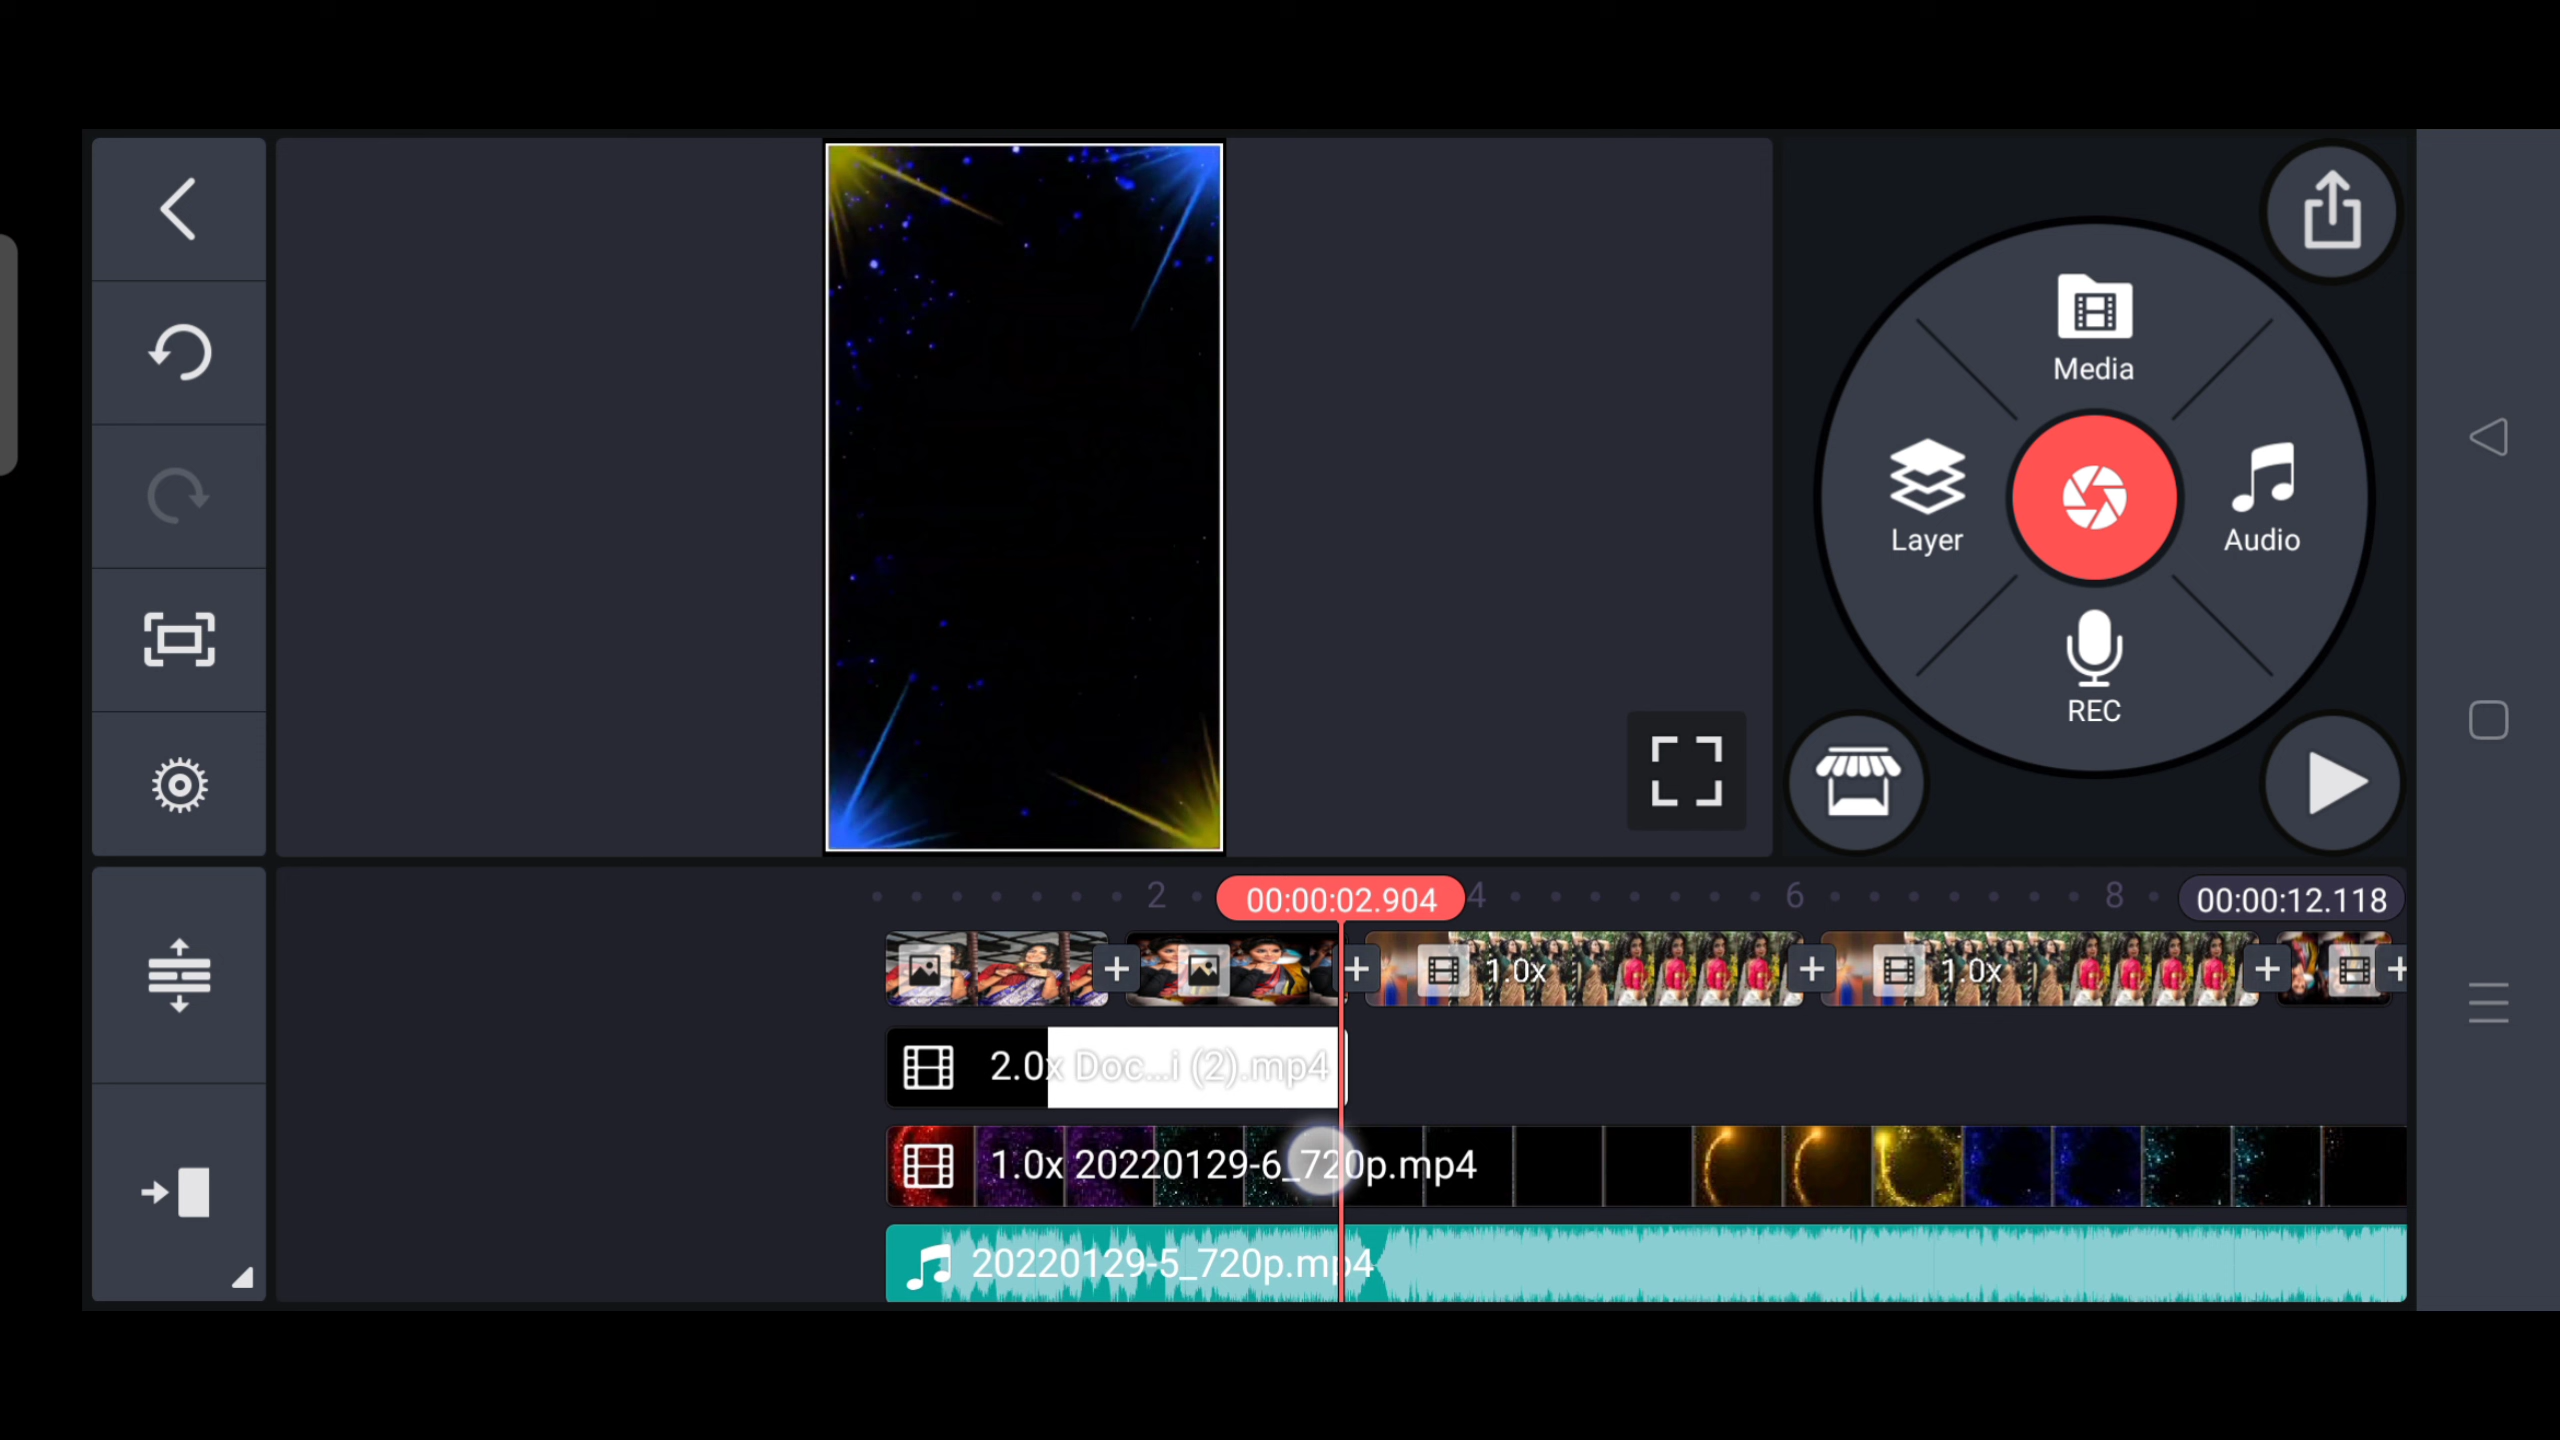 Media
Layer
Audio
REC
2
00:00:02.904
4
6
8
00:00:12.118
1.0x
1.0x
2.0x Doc...i (2).mp4
1.0x 20220129-6_720p.mp4
20220129-5_720p.mp4